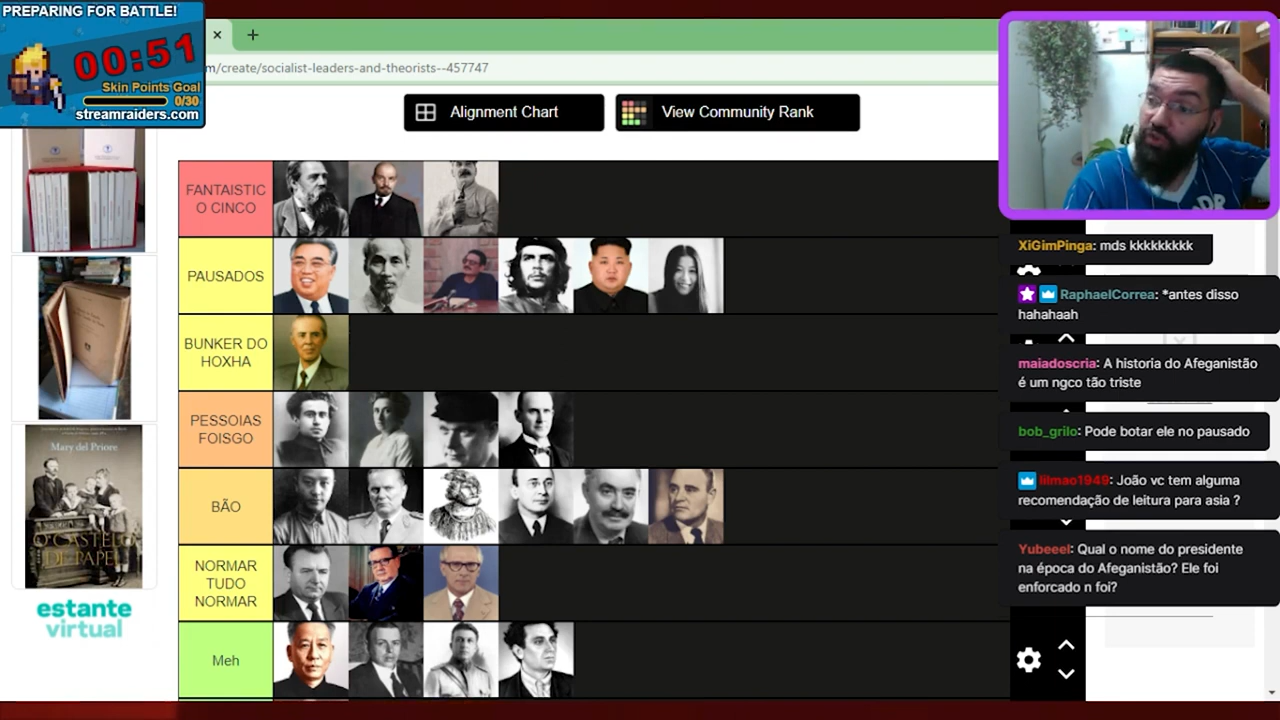 PREPARING FOR BATTLE!
00:51
Skin Points Goal
0/30
streamraiders.com
m/create/socialist-leaders-and-theorists--457747
Alignment Chart
View Community Rank
FANTAISTIC
O CINCO
PAUSADOS
BUNKER DO
HOXHA
PESSOIAS
FOISGO
BÃO
NORMAR
TUDO
NORMAR
Meh
Mary del Priore
O CASTELO
DE PAPEL
estante
virtual
XiGimPinga: mds kkkkkkkkk
RaphaelCorrea: *antes disso
hahahaah
maiadoscria: A historia do Afeganistão
é um ngco tão triste
bob_grilo: Pode botar ele no pausado
lilmao1949: João vc tem alguma
recomendação de leitura para asia ?
Yubeeel: Qual o nome do presidente
na época do Afeganistão? Ele foi
enforcado n foi?